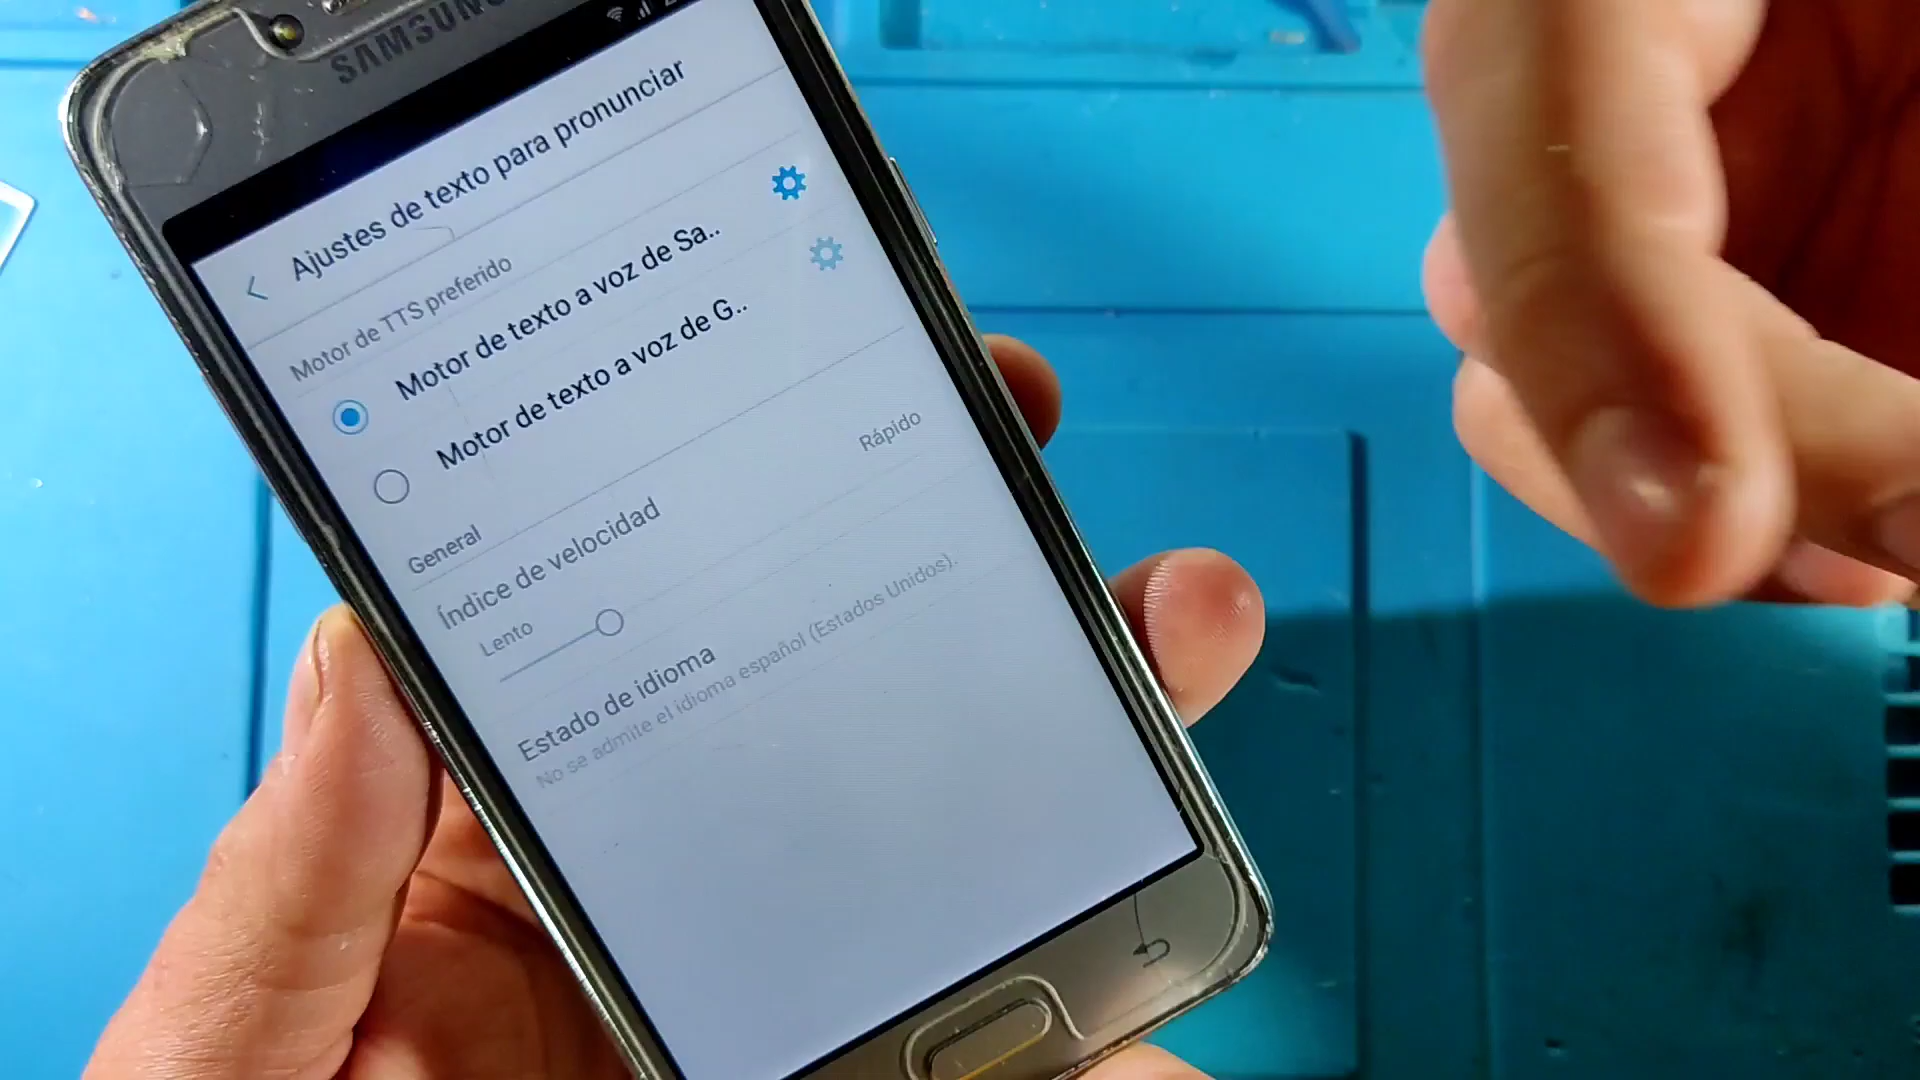 SAMSUNG
Ajustes de texto para pronunciar
Motor de TTS preferido
Motor de texto a voz de Sa..
Motor de texto a voz de G..
General
Índice de velocidad
Lento
Rápido
Estado de idioma
No se admite el idioma español (Estados Unidos).